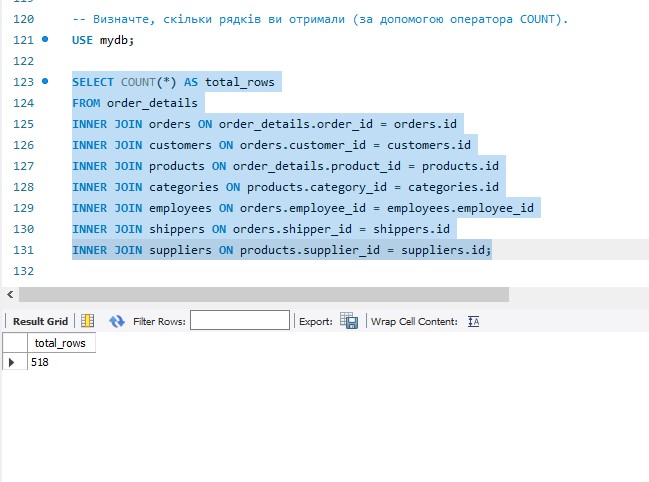 119
120 -- Визначте, скільки рядків ви отримали (за допомогою оператора COUNT).
121 USE mydb;
122
123 SELECT COUNT(*) AS total_rows
124 FROM order_details
125 INNER JOIN orders ON order_details.order_id = orders.id
126 INNER JOIN customers ON orders.customer_id = customers.id
127 INNER JOIN products ON order_details.product_id = products.id
128 INNER JOIN categories ON products.category_id = categories.id
129 INNER JOIN employees ON orders.employee_id = employees.employee_id
130 INNER JOIN shippers ON orders.shipper_id = shippers.id
131 INNER JOIN suppliers ON products.supplier_id = suppliers.id;
132
Result Grid Filter Rows: Export: Wrap Cell Content:
total_rows
518